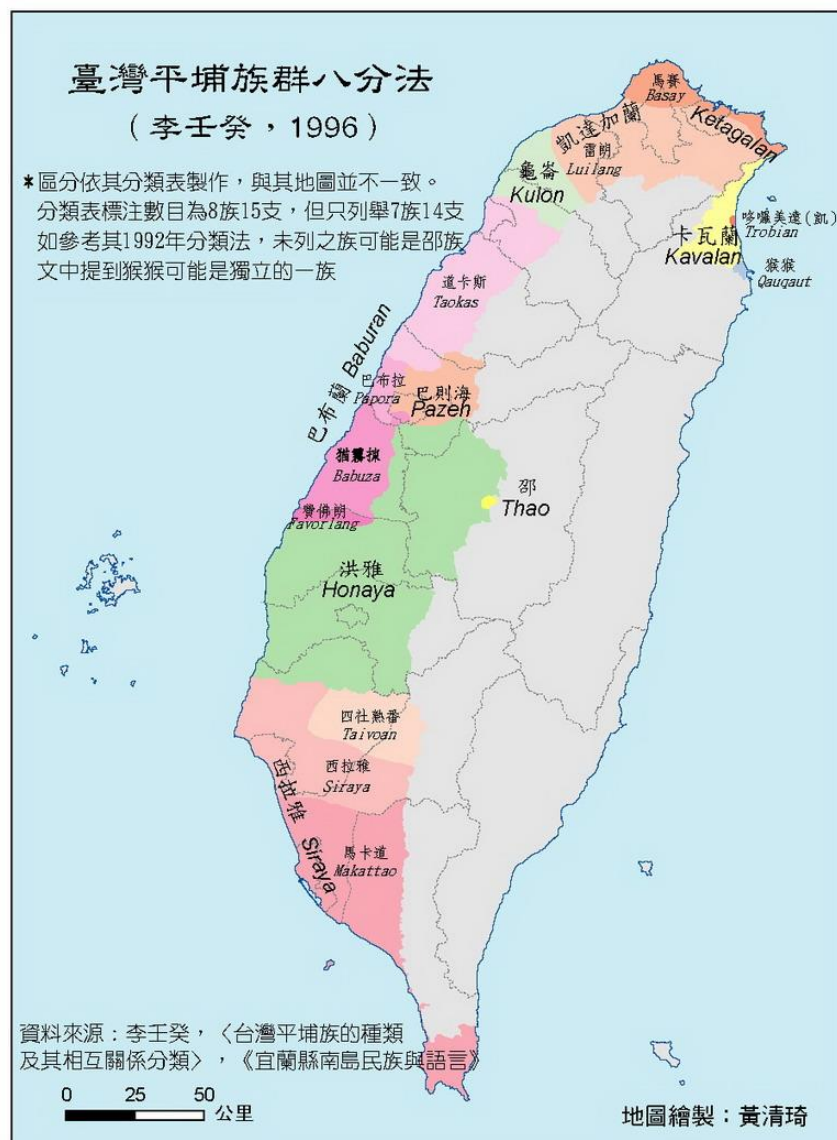 臺灣平埔族群八分法
（李壬癸，1996）
*區分依其分類表製作，與其地圖並不一致。
分類表標注數目為8族15支，但只列舉7族14支
如參考其1992年分類法，未列之族可能是邵族
文中提到猴猴可能是獨立的一族
馬賽
Basay
凱達加蘭
Ketagalan
雷朗
Luilang
龜崙
Kulon
哆囉美遠(凱)
Trobian
卡瓦蘭
Kavalan
猴猴
Qauqaut
道卡斯
Taokas
巴布蘭 Baburan
巴布拉
Papora
巴則海
Pazeh
猫霧捒
Babuza
邵
Thao
費佛朗
Favorlang
洪雅
Honaya
四社熟番
Taivoan
西拉雅
Siraya
西拉雅 Siraya
馬卡道
Makattao
資料來源：李壬癸，〈台灣平埔族的種類
及其相互關係分類〉，《宜蘭縣南島民族與語言》
0 25 50
公里
地圖繪製：黃清琦